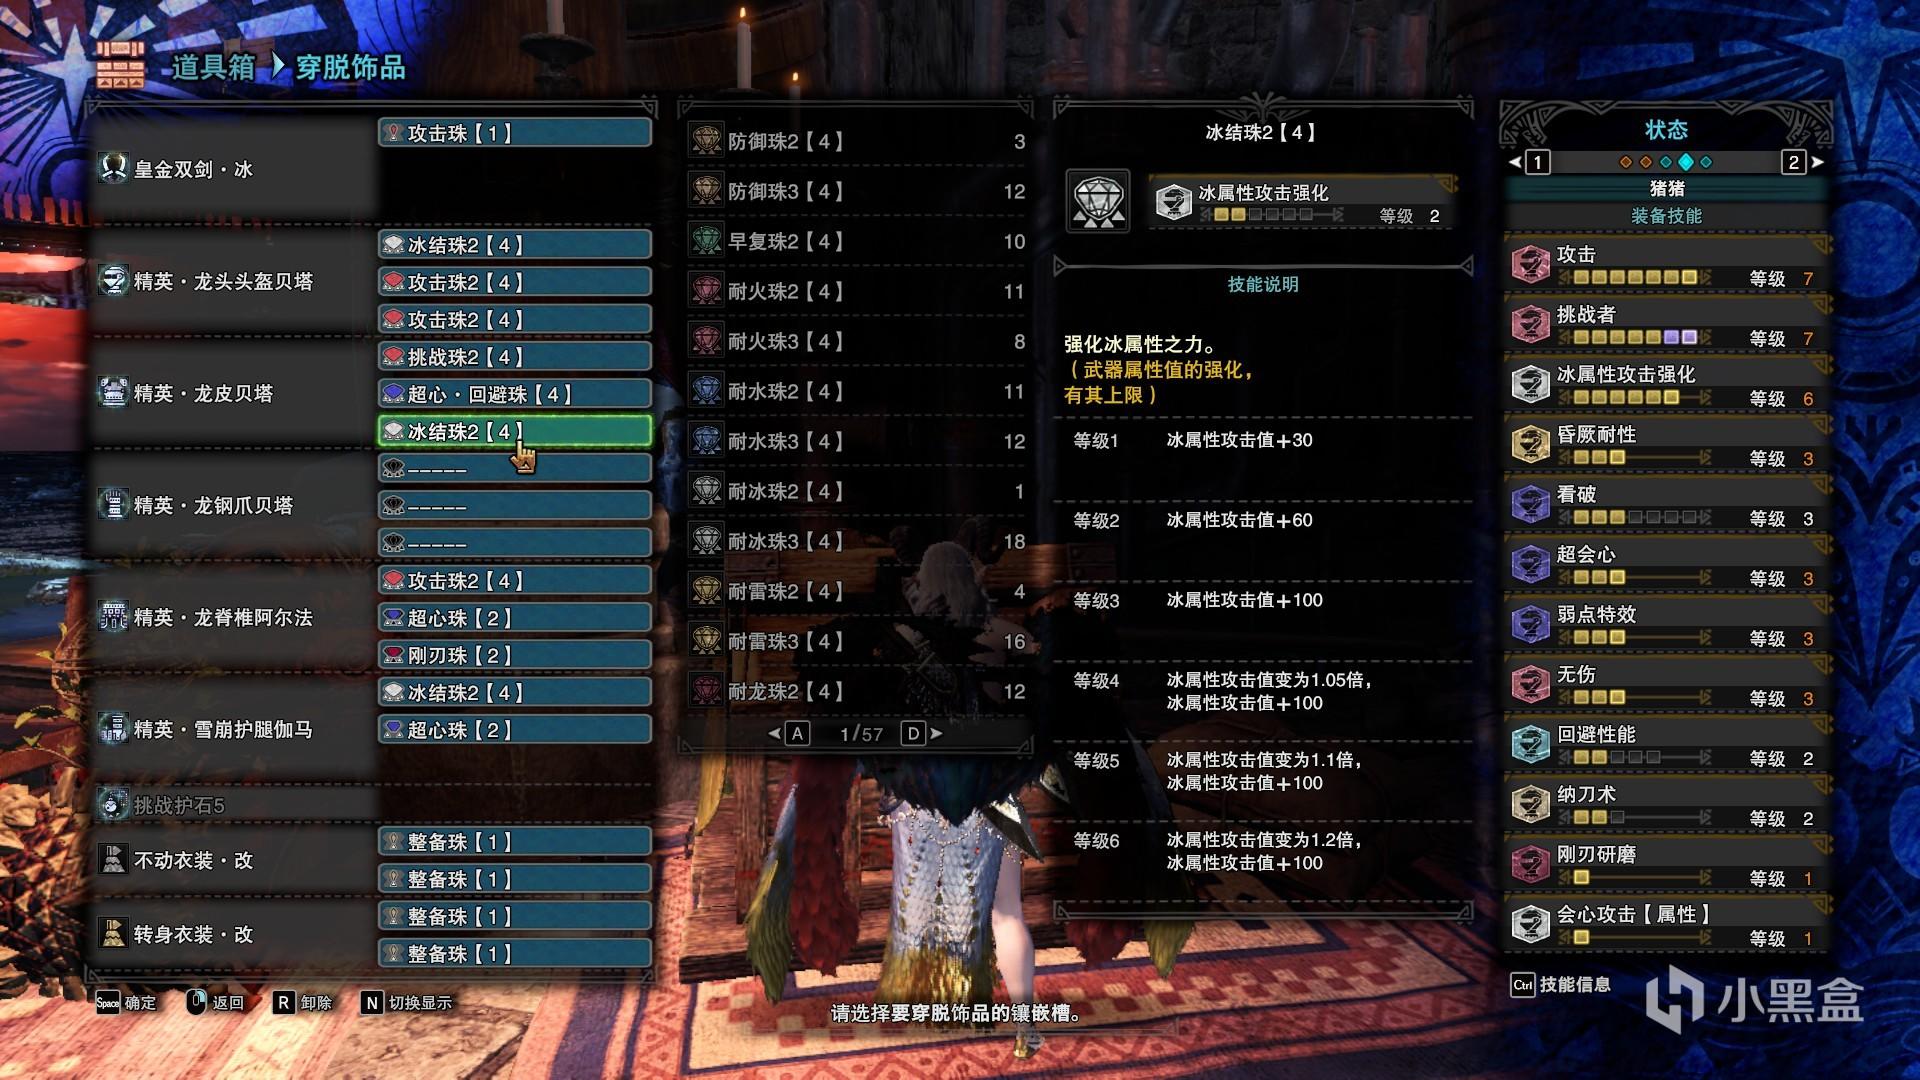 道具箱 穿脱饰品
皇金双剑・冰
攻击珠【1】
精英・龙头头盔贝塔
冰结珠2【4】
攻击珠2【4】
攻击珠2【4】
精英・龙皮贝塔
挑战珠2【4】
超心・回避珠【4】
冰结珠2【4】
精英・龙钢爪贝塔
-----
-----
-----
精英・龙脊椎阿尔法
攻击珠2【4】
超心珠【2】
刚刃珠【2】
精英・雪崩护腿伽马
冰结珠2【4】
超心珠【2】
挑战护石5
不动衣装・改
整备珠【1】
整备珠【1】
转身衣装・改
整备珠【1】
整备珠【1】
Space 确定 返回 R 卸除 N 切换显示
防御珠2【4】 3
防御珠3【4】 12
早复珠2【4】 10
耐火珠2【4】 11
耐火珠3【4】 8
耐水珠2【4】 11
耐水珠3【4】 12
耐冰珠2【4】 1
耐冰珠3【4】 18
耐雷珠2【4】 4
耐雷珠3【4】 16
耐龙珠2【4】 12
A 1/57 D
冰结珠2【4】
冰属性攻击强化
等级 2
技能说明
强化冰属性之力。
（武器属性值的强化，
有其上限）
等级1 冰属性攻击值+30
等级2 冰属性攻击值+60
等级3 冰属性攻击值+100
等级4 冰属性攻击值变为1.05倍，
冰属性攻击值+100
等级5 冰属性攻击值变为1.1倍，
冰属性攻击值+100
等级6 冰属性攻击值变为1.2倍，
冰属性攻击值+100
请选择要穿脱饰品的镶嵌槽。
状态
1 2
猪猪
装备技能
攻击
等级 7
挑战者
等级 7
冰属性攻击强化
等级 6
昏厥耐性
等级 3
看破
等级 3
超会心
等级 3
弱点特效
等级 3
无伤
等级 3
回避性能
等级 2
纳刀术
等级 2
刚刃研磨
等级 1
会心攻击【属性】
等级 1
Ctrl 技能信息
小黑盒